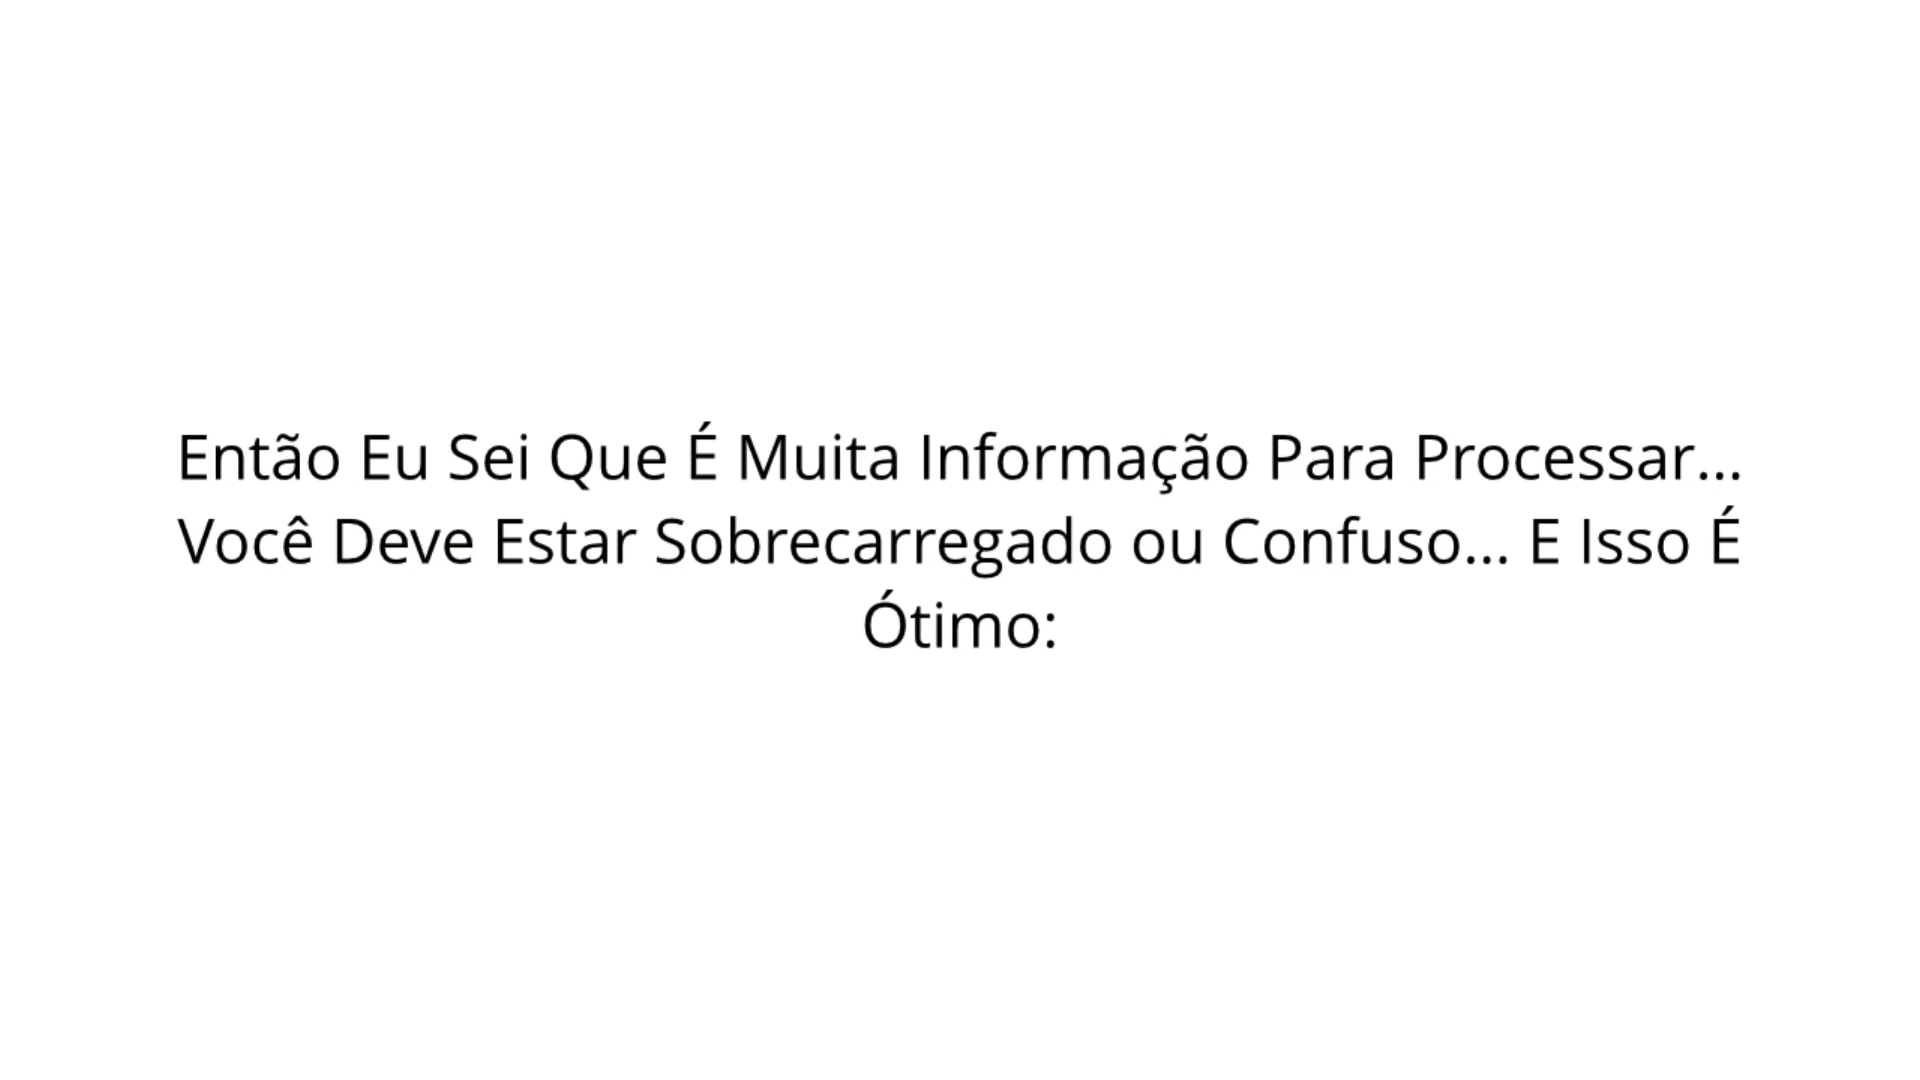 Então Eu Sei Que É Muita Informação Para Processar...
Você Deve Estar Sobrecarregado ou Confuso... E Isso É
Ótimo: